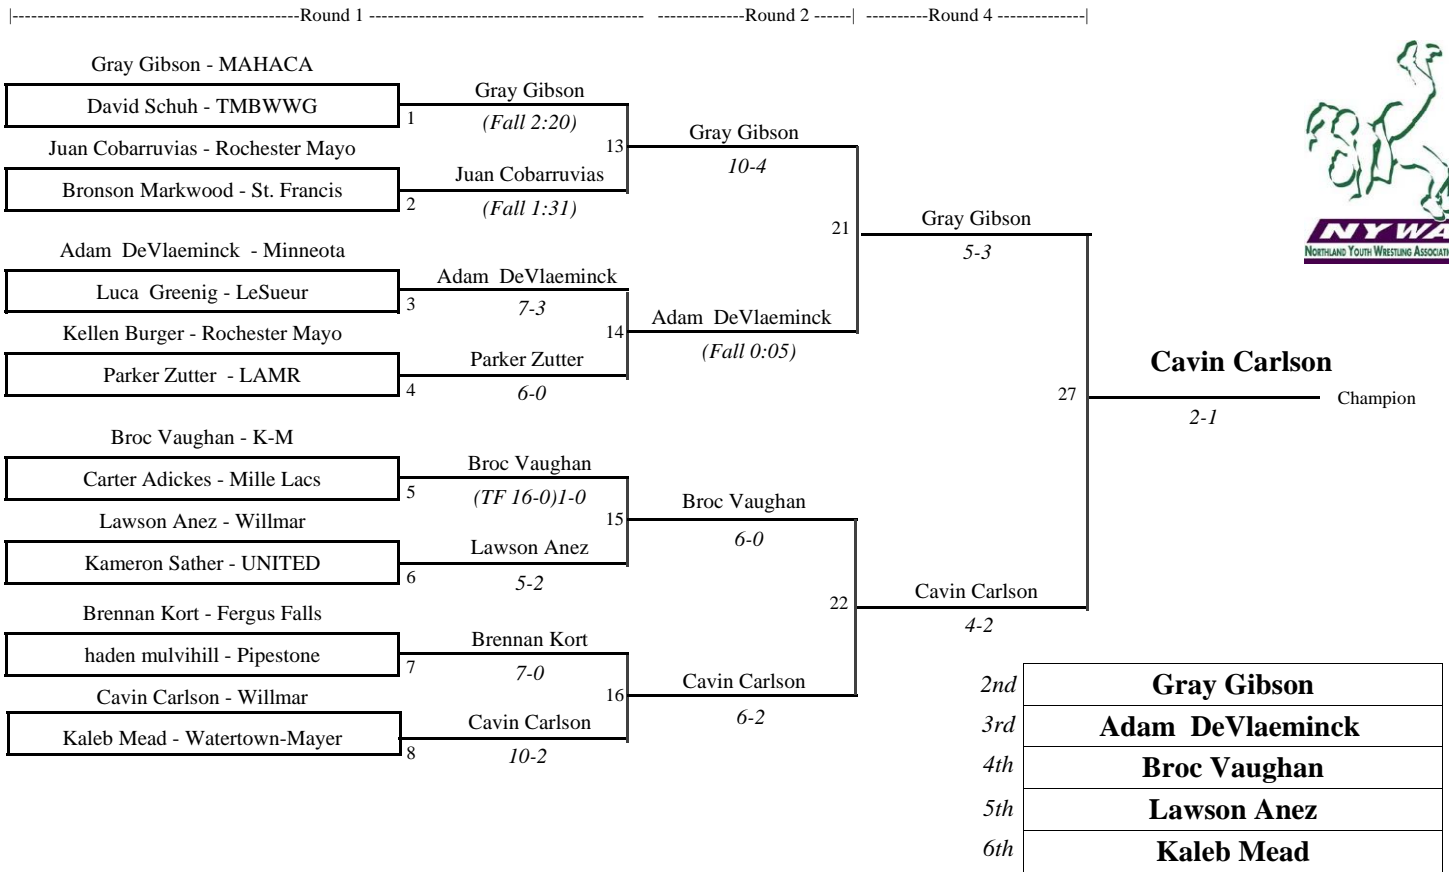 |--------------------------------------------------Round 1 ------------------------------------------------ ---------------Round 2 ------| ----------Round 4 --------------|
Gray Gibson - MAHACA
David Schuh - TMBWWG
1
Juan Cobarruvias - Rochester Mayo
Bronson Markwood - St. Francis
2
Adam  DeVlaeminck  - Minneota
Luca  Greenig - LeSueur
3
Kellen Burger - Rochester Mayo
Parker Zutter  - LAMR
4
Broc Vaughan - K-M
Carter Adickes - Mille Lacs
5
Lawson Anez - Willmar
Kameron Sather - UNITED
6
Brennan Kort - Fergus Falls
haden mulvihill - Pipestone
7
Cavin Carlson - Willmar
Kaleb Mead - Watertown-Mayer
8
Gray Gibson
(Fall 2:20)
13
Juan Cobarruvias
(Fall 1:31)
Adam  DeVlaeminck
7-3
14
Parker Zutter
6-0
Broc Vaughan
(TF 16-0)1-0
15
Lawson Anez
5-2
Brennan Kort
7-0
16
Cavin Carlson
10-2
Gray Gibson
10-4
21
Adam  DeVlaeminck
(Fall 0:05)
Broc Vaughan
6-0
22
Cavin Carlson
6-2
Gray Gibson
5-3
27
Cavin Carlson
4-2
NYWA
NORTHLAND YOUTH WRESTLING ASSOCIATI
Cavin Carlson
Champion
2-1
2nd Gray Gibson
3rd Adam  DeVlaeminck
4th Broc Vaughan
5th Lawson Anez
6th Kaleb Mead